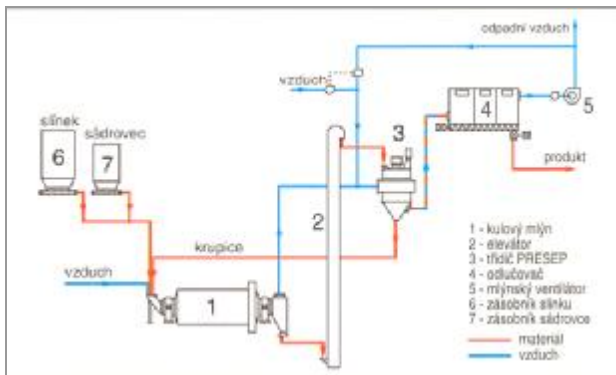 odpadní vzduch
vzduch
slínek
sádrovec
6
7
3
4
5
produkt
2
krupice
vzduch
1
1 - kulový mlýn
2 - elevátor
3 - třídič PRESEP
4 - odlučovač
5 - mlýnský ventilátor
6 - zásobník slínku
7 - zásobník sádrovce
materiál
vzduch